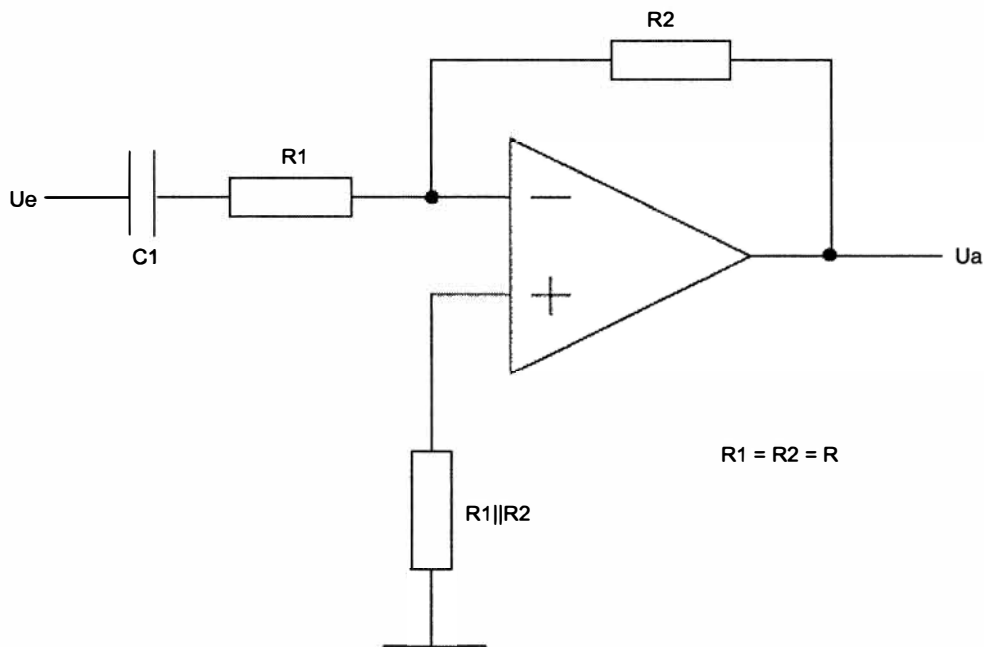 R2
R1
Ue
C1
Ua
R1 = R2 = R
R1||R2